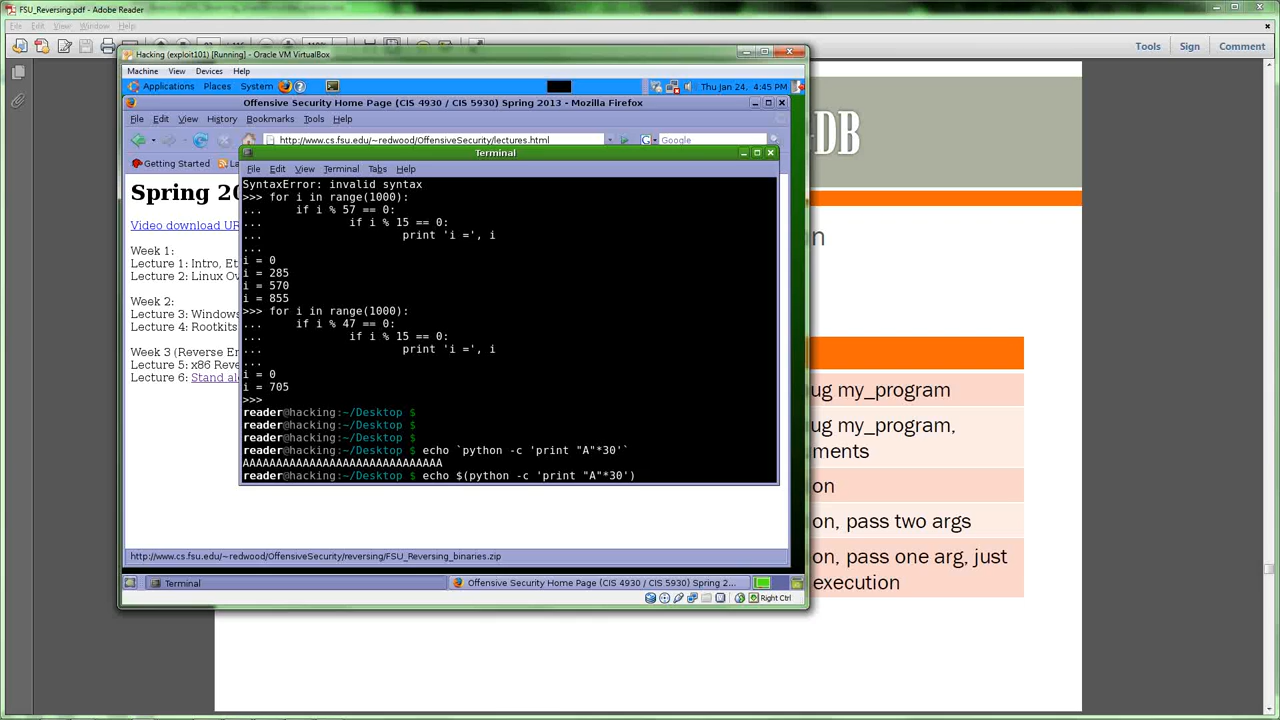 FSU_Reversing.pdf - Adobe Reader
File Edit View Window Help
Tools Sign Comment
Hacking (exploit101) [Running] - Oracle VM VirtualBox
Machine View Devices Help
Applications Places System
Thu Jan 24, 4:45 PM
Offensive Security Home Page (CIS 4930 / CIS 5930) Spring 2013 - Mozilla Firefox
File Edit View History Bookmarks Tools Help
http://www.cs.fsu.edu/~redwood/OffensiveSecurity/lectures.html
Google
Getting Started
Spring 20
Video download UR
Week 1:
Lecture 1: Intro, Et
Lecture 2: Linux Ov
Week 2:
Lecture 3: Windows
Lecture 4: Rootkits
Week 3 (Reverse En
Lecture 5: x86 Reve
Lecture 6: Stand al
Terminal
File Edit View Terminal Tabs Help
SyntaxError: invalid syntax
>>> for i in range(1000):
... if i % 57 == 0:
... if i % 15 == 0:
... print 'i =', i
...
i = 0
i = 285
i = 570
i = 855
>>> for i in range(1000):
... if i % 47 == 0:
... if i % 15 == 0:
... print 'i =', i
...
i = 0
i = 705
>>>
reader@hacking:~/Desktop $
reader@hacking:~/Desktop $
reader@hacking:~/Desktop $
reader@hacking:~/Desktop $ echo `python -c 'print "A"*30'`
AAAAAAAAAAAAAAAAAAAAAAAAAAAAAA
reader@hacking:~/Desktop $ echo $(python -c 'print "A"*30')
http://www.cs.fsu.edu/~redwood/OffensiveSecurity/reversing/FSU_Reversing_binaries.zip
Terminal
Offensive Security Home Page (CIS 4930 / CIS 5930) Spring 2...
Right Ctrl
-DB
n
ug my_program
ug my_program,
ments
on
on, pass two args
on, pass one arg, just
execution